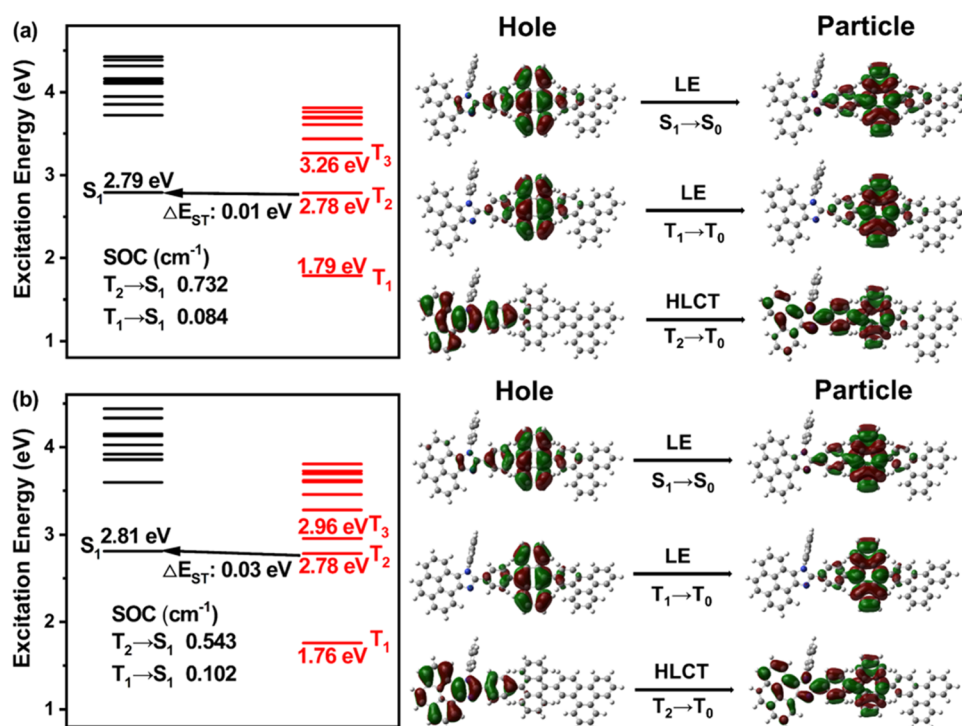 (a)
Excitation Energy (eV)
4
3
2
1
S1 2.79 eV
△EST: 0.01 eV
3.26 eV T3
2.78 eV T2
1.79 eV T1
SOC (cm-1)
T2→S1 0.732
T1→S1 0.084
Hole
Particle
LE
S1→S0
LE
T1→T0
HLCT
T2→T0
(b)
Excitation Energy (eV)
4
3
2
1
S1 2.81 eV
△EST: 0.03 eV
2.96 eV T3
2.78 eV T2
1.76 eV T1
SOC (cm-1)
T2→S1 0.543
T1→S1 0.102
Hole
Particle
LE
S1→S0
LE
T1→T0
HLCT
T2→T0